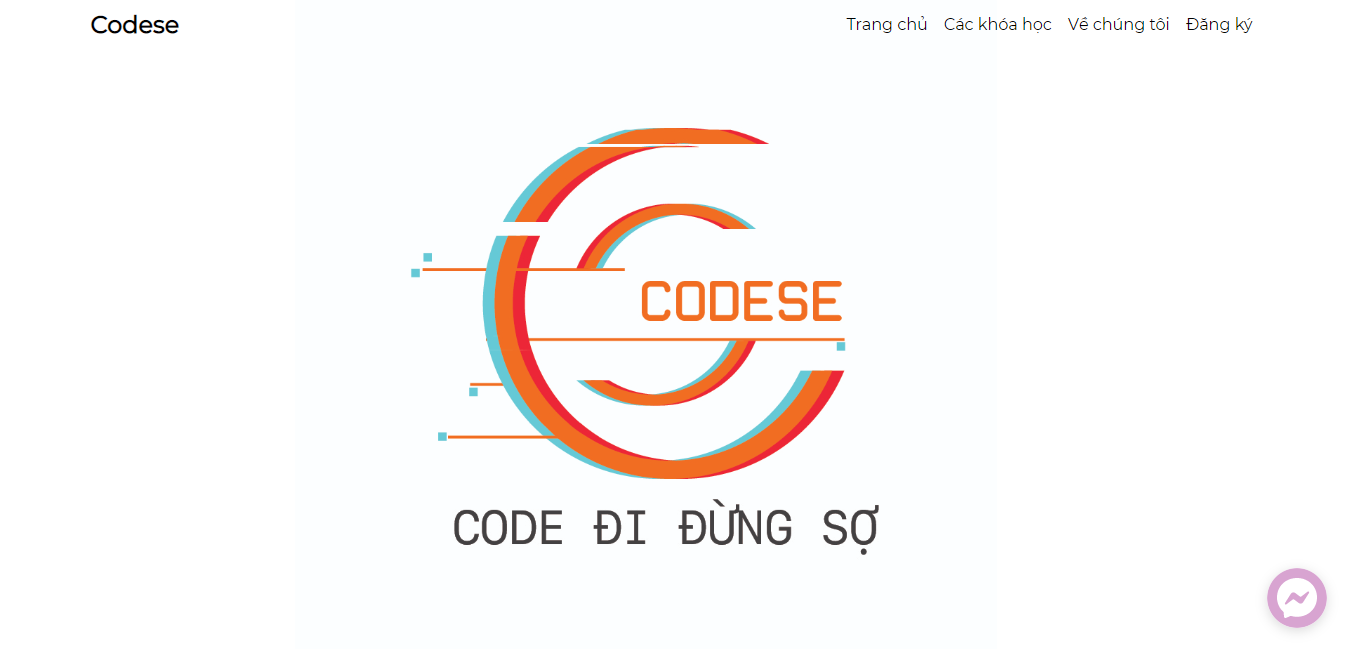 Codese
Trang chủ Các khóa học Về chúng tôi Đăng ký
CODESE
CODE ĐI ĐỪNG SỢ